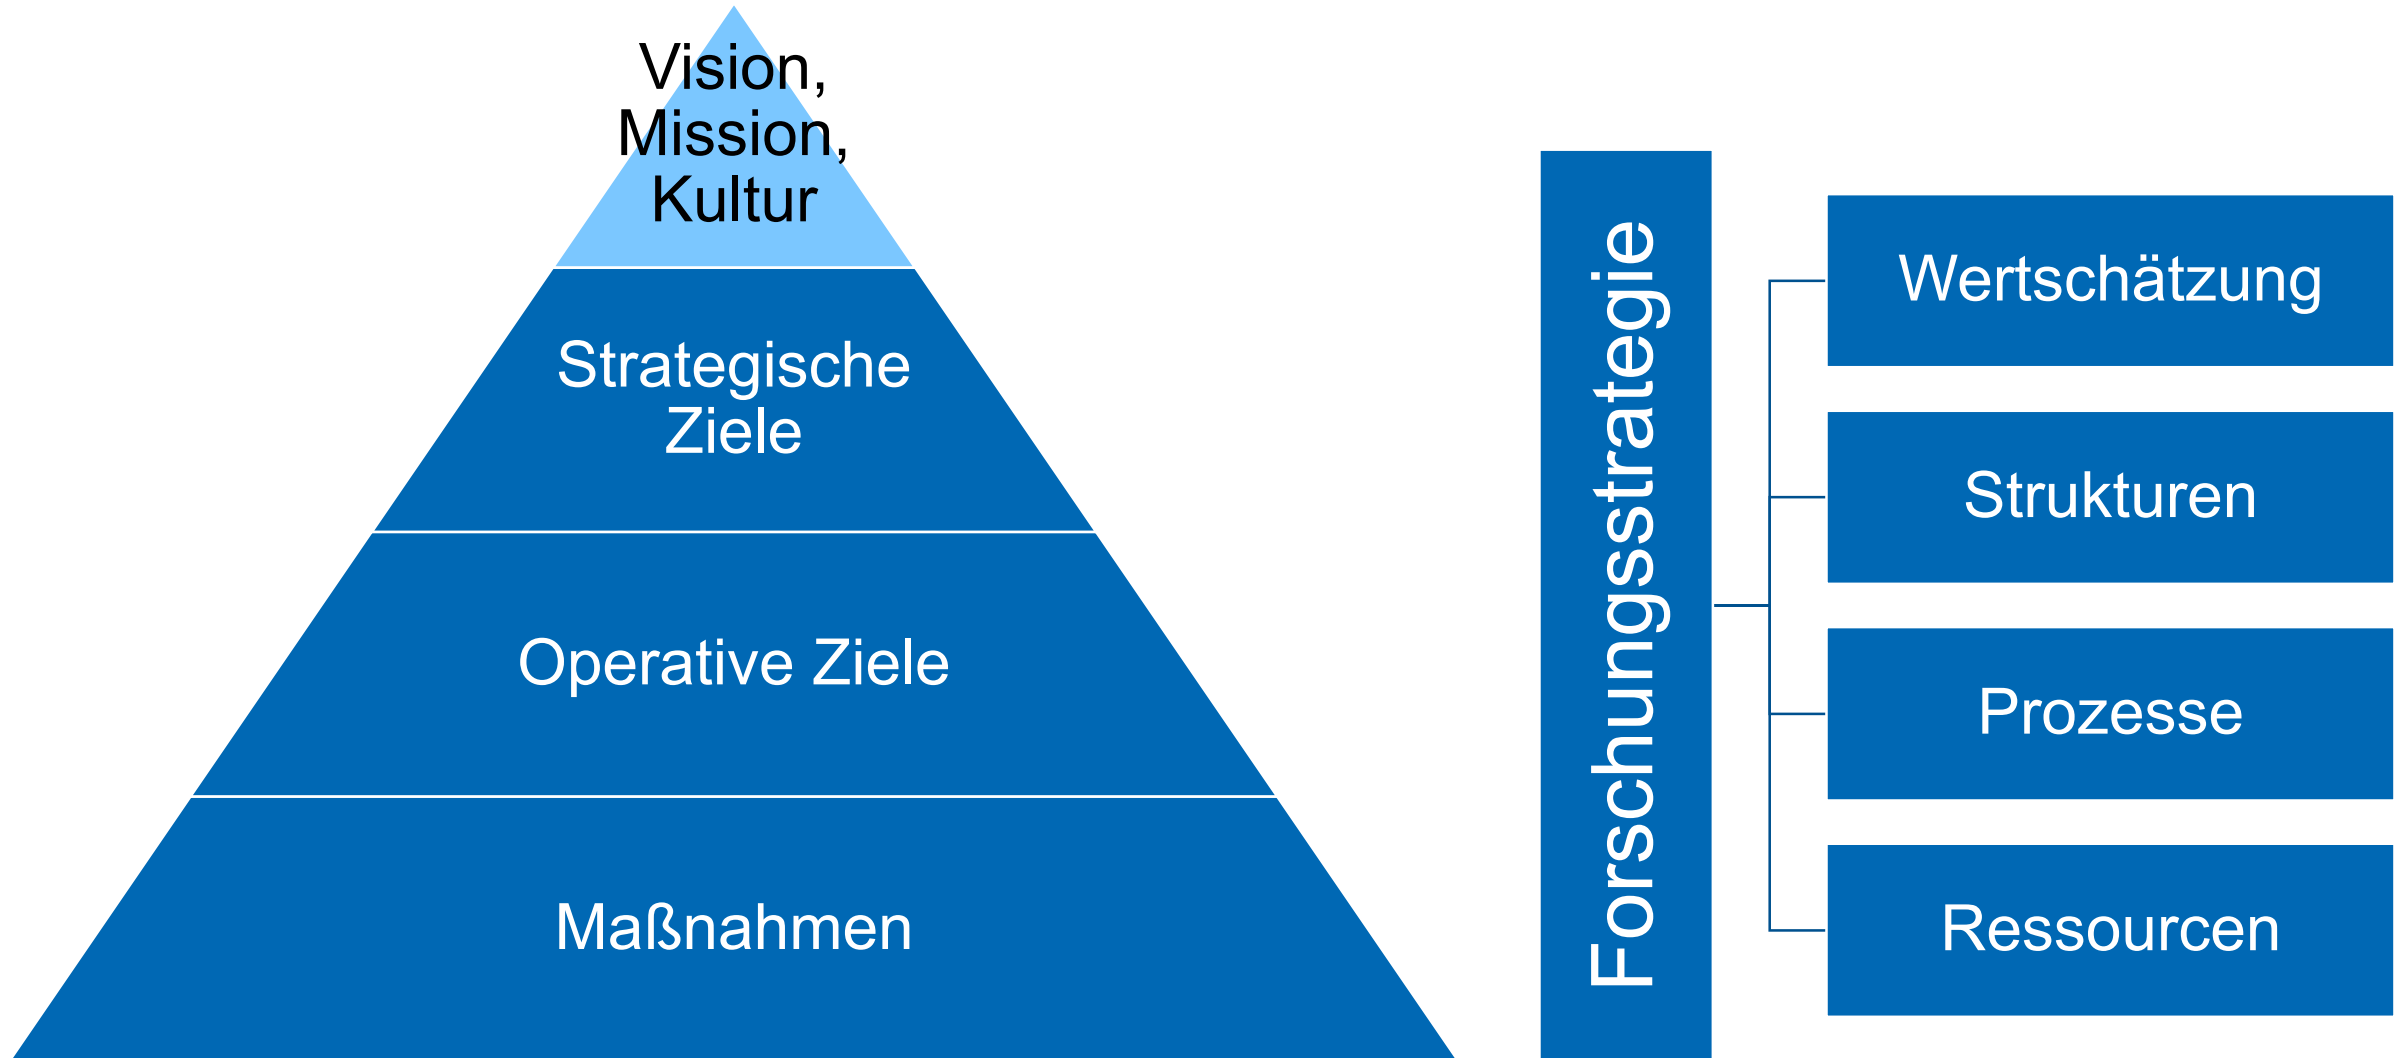 Vision,
Mission,
Kultur
Strategische
Ziele
Operative Ziele
Maßnahmen
Forschungsstrategie
Wertschätzung
Strukturen
Prozesse
Ressourcen